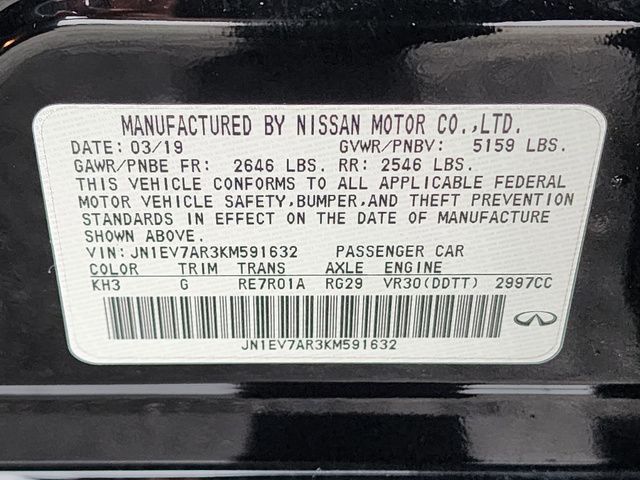 MANUFACTURED BY NISSAN MOTOR CO.,LTD.
DATE: 03/19 GVWR/PNBV: 5159 LBS.
GAWR/PNBE FR: 2646 LBS. RR: 2546 LBS.
THIS VEHICLE CONFORMS TO ALL APPLICABLE FEDERAL
MOTOR VEHICLE SAFETY,BUMPER,AND THEFT PREVENTION
STANDARDS IN EFFECT ON THE DATE OF MANUFACTURE
SHOWN ABOVE.
VIN: JN1EV7AR3KM591632 PASSENGER CAR
COLOR TRIM TRANS AXLE ENGINE
KH3 G RE7R01A RG29 VR30(DDTT) 2997CC
JN1EV7AR3KM591632